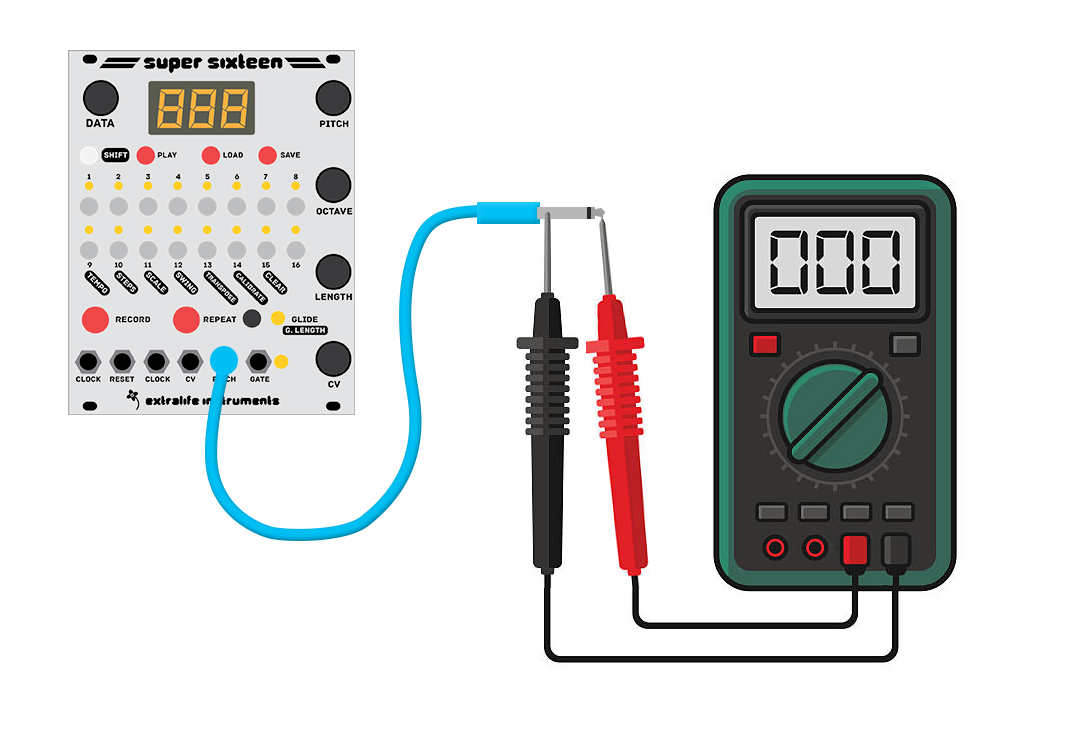 super sixteen
888
DATA
PITCH
SHIFT PLAY LOAD SAVE
1 2 3 4 5 6 7 8
OCTAVE
9 10 11 12 13 14 15 16
TEMPO STEPS SCALE SWING TRANSPOSE CALIBRATE CLEAR
LENGTH
RECORD REPEAT GLIDE
G. LENGTH
CLOCK RESET CLOCK CV GATE
CV
extralife
000